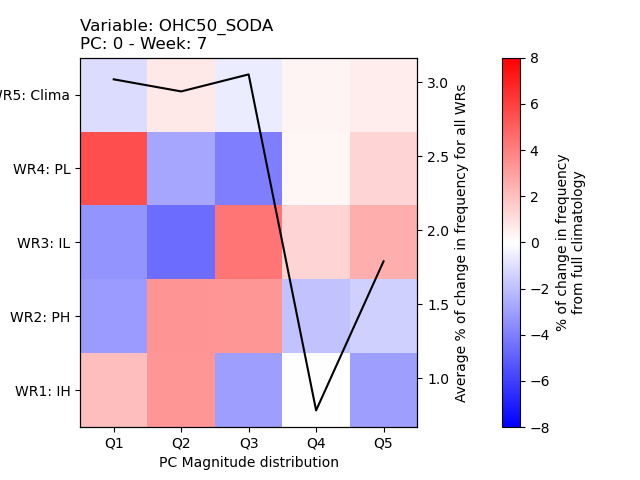 Variable: OHC50_SODA
PC: 0 - Week: 7
WR5: Clima
WR4: PL
WR3: IL
WR2: PH
WR1: IH
Q1 Q2 Q3 Q4 Q5
PC Magnitude distribution
3.0
2.5
2.0
1.5
1.0
Average % of change in frequency for all WRs
8
6
4
2
0
−2
−4
−6
−8
% of change in frequency
from full climatology